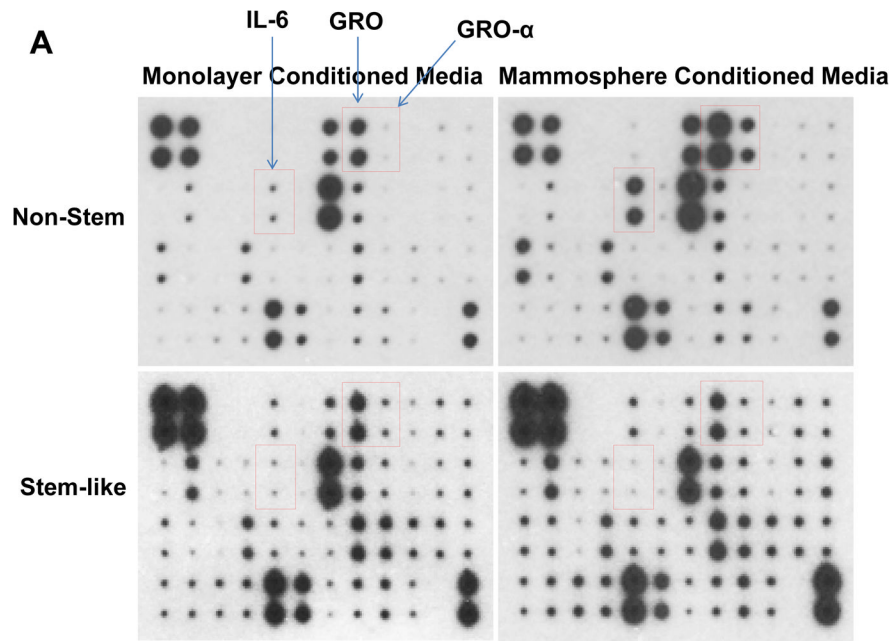 A
IL-6
GRO
GRO-α
Monolayer Conditioned Media
Mammosphere Conditioned Media
Non-Stem
Stem-like